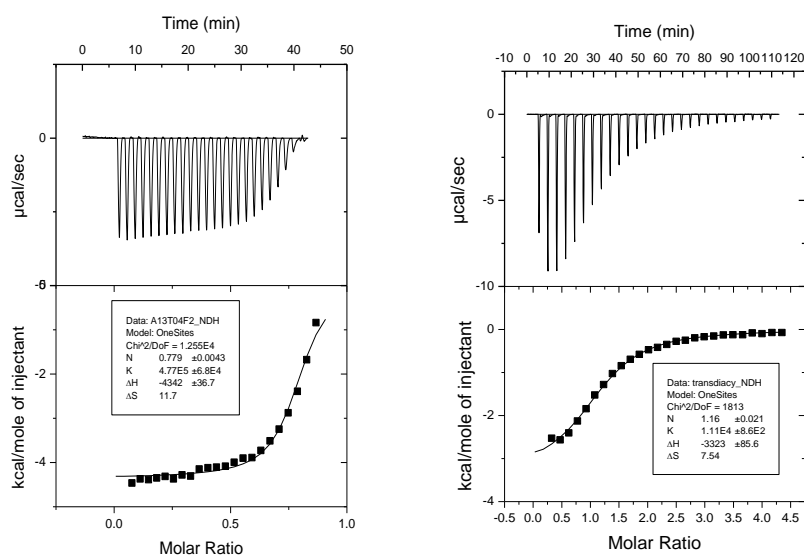 Time (min)
0 10 20 30 40 50
0
µcal/sec
-6
0
Data: A13T04F2_NDH
Model: OneSites
Chi^2/DoF = 1.255E4
N 0.779 ±0.0043
K 4.77E5 ±6.8E4
ΔH -4342 ±36.7
ΔS 11.7
-2
-4
kcal/mole of injectant
0.0 0.5 1.0
Molar Ratio
Time (min)
-10 0 10 20 30 40 50 60 70 80 90 100 110 120
0
-5
-10
µcal/sec
0
-2
-4
kcal/mole of injectant
Data: transdiacy_NDH
Model: OneSites
Chi^2/DoF = 1813
N 1.16 ±0.021
K 1.11E4 ±8.6E2
ΔH -3323 ±85.6
ΔS 7.54
-0.5 0.0 0.5 1.0 1.5 2.0 2.5 3.0 3.5 4.0 4.5
Molar Ratio